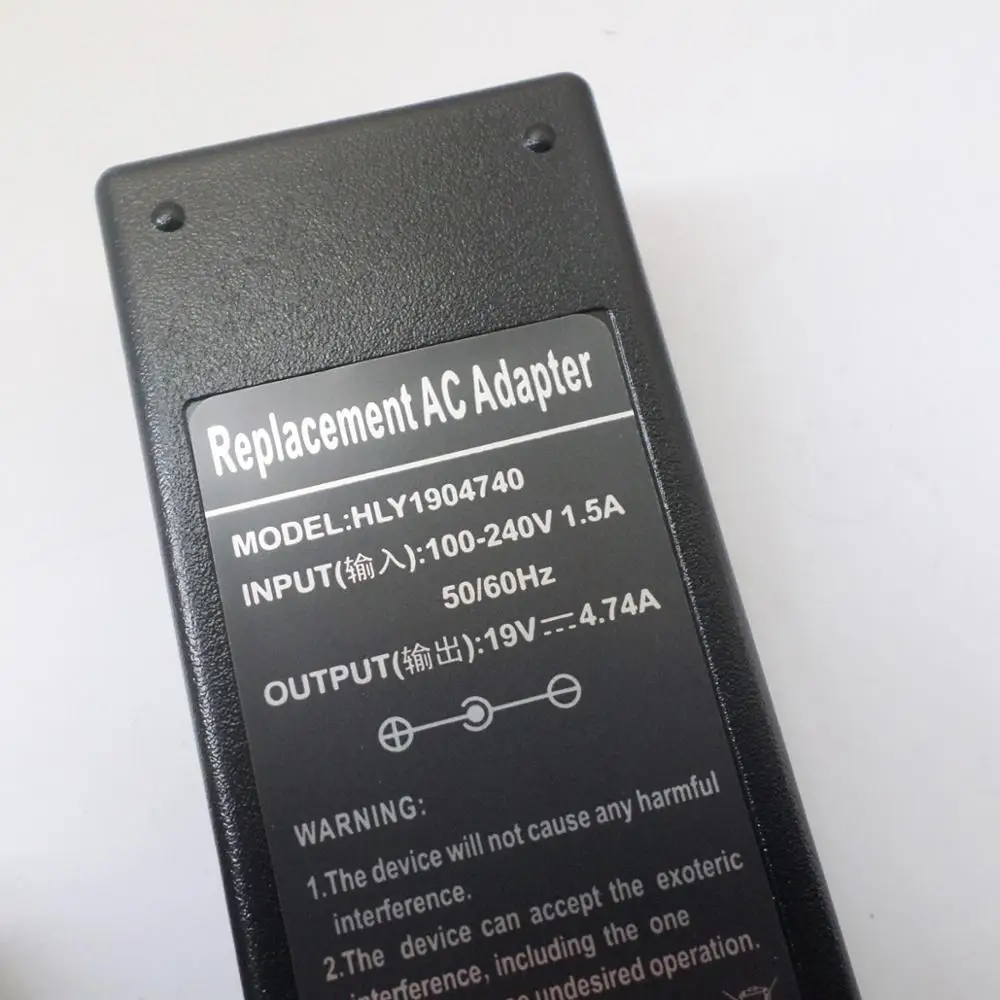 Replacement AC Adapter
MODEL:HLY1904740
INPUT(输入):100-240V 1.5A
50/60Hz
OUTPUT(输出):19V⎓4.74A
WARNING:
1.The device will not cause any harmful
interference.
2.The device can accept the exoteric
interference, including the one
undesired operation.